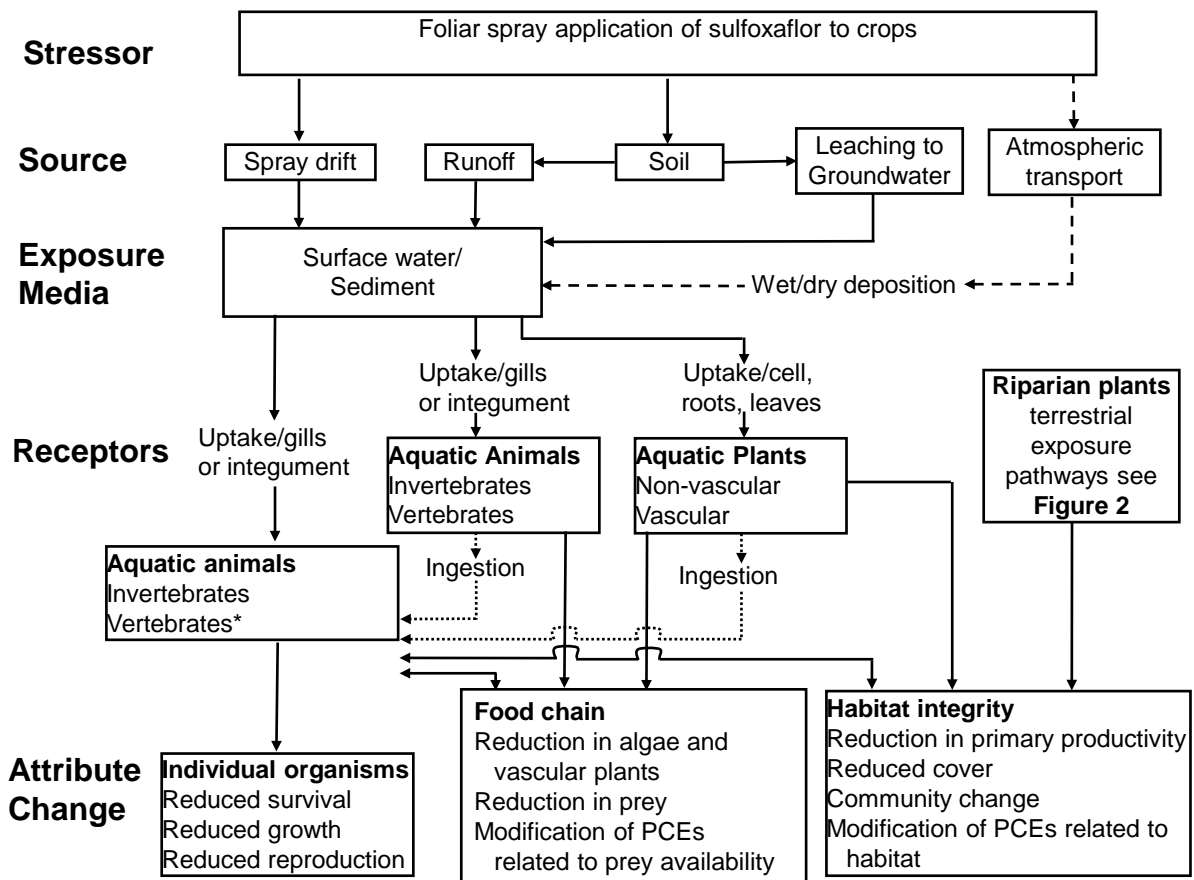 Stressor
Foliar spray application of sulfoxaflor to crops
Source
Spray drift
Runoff
Soil
Leaching to
Groundwater
Atmospheric
transport
Exposure
Media
Surface water/
Sediment
Wet/dry deposition
Receptors
Uptake/gills
or integument
Uptake/gills
or integument
Uptake/cell,
roots, leaves
Riparian plants
terrestrial
exposure
pathways see
Figure 2
Aquatic Animals
Invertebrates
Vertebrates
Aquatic Plants
Non-vascular
Vascular
Aquatic animals
Invertebrates
Vertebrates*
Ingestion
Ingestion
Attribute
Change
Individual organisms
Reduced survival
Reduced growth
Reduced reproduction
Food chain
Reduction in algae and
vascular plants
Reduction in prey
Modification of PCEs
related to prey availability
Habitat integrity
Reduction in primary productivity
Reduced cover
Community change
Modification of PCEs related to
habitat